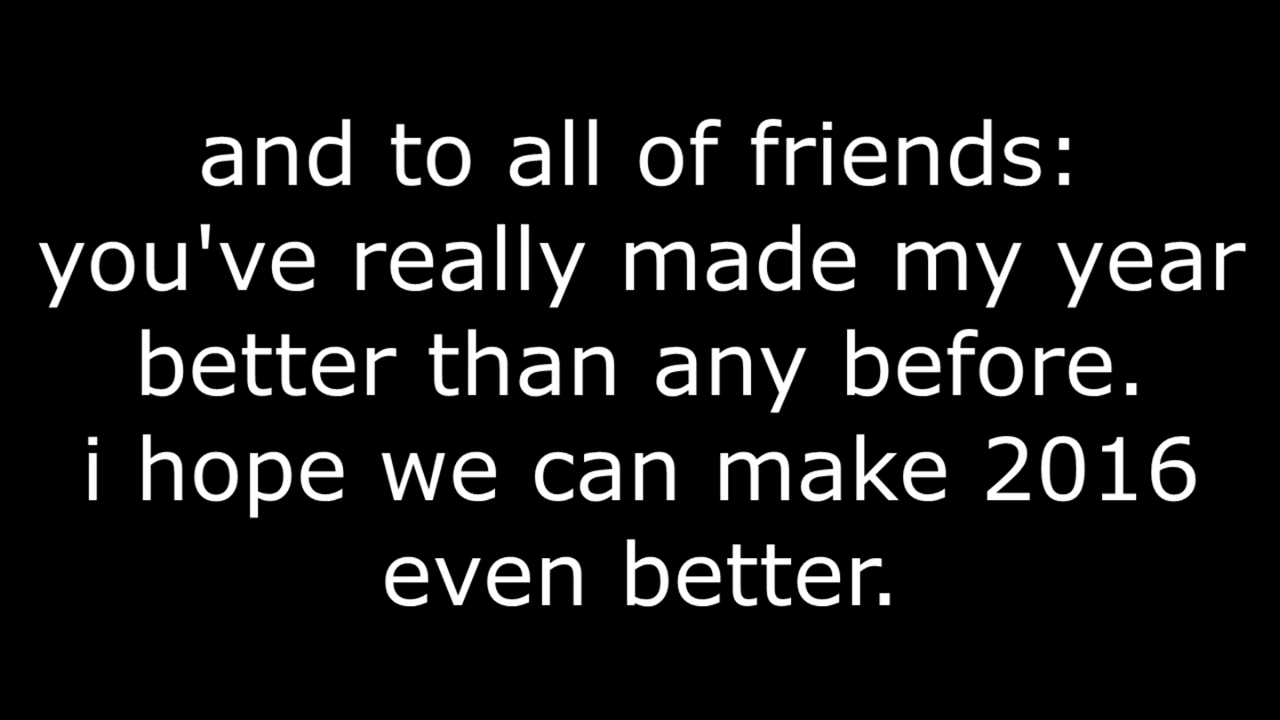 and to all of friends:
you've really made my year
better than any before.
i hope we can make 2016
even better.